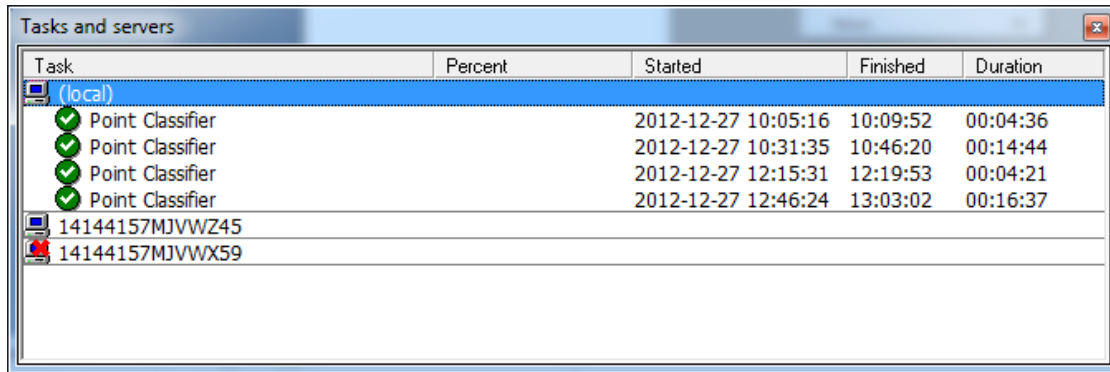 Tasks and servers
Task Percent Started Finished Duration
(local)
Point Classifier 2012-12-27 10:05:16 10:09:52 00:04:36
Point Classifier 2012-12-27 10:31:35 10:46:20 00:14:44
Point Classifier 2012-12-27 12:15:31 12:19:53 00:04:21
Point Classifier 2012-12-27 12:46:24 13:03:02 00:16:37
14144157MJVWZ45
14144157MJVWX59